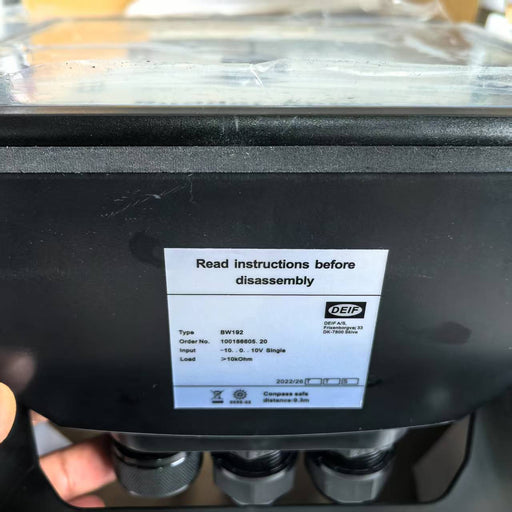 Read instructions before
disassembly
DEIF
DEIF A/S,
Frisenborgvej 33
DK-7800 Skive
Type BW192
Order No. 100186605. 20
Input -10. . 0. . 10V Single
Load >10kOhm
2022/26
Compass safe
distance:0.3m